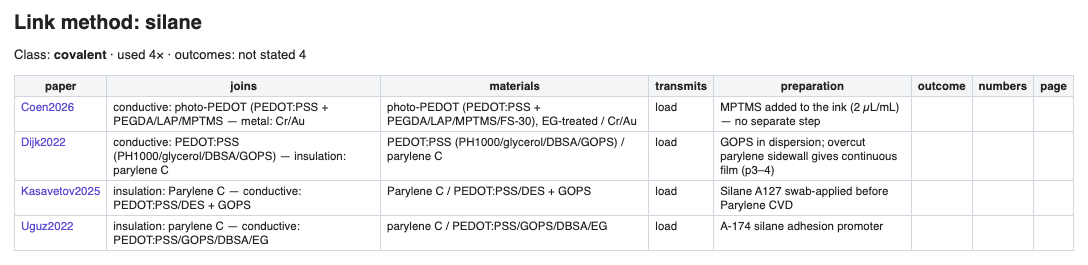 Link method: silane
Class: covalent · used 4× · outcomes: not stated 4
paper joins materials transmits preparation outcome numbers page
Coen2026 conductive: photo-PEDOT (PEDOT:PSS + photo-PEDOT (PEDOT:PSS + load MPTMS added to the ink (2 µL/mL)
PEGDA/LAP/MPTMS — metal: Cr/Au PEGDA/LAP/MPTMS/FS-30), EG-treated / Cr/Au — no separate step
Dijk2022 conductive: PEDOT:PSS PEDOT:PSS (PH1000/glycerol/DBSA/GOPS) / load GOPS in dispersion; overcut
(PH1000/glycerol/DBSA/GOPS) — insulation: parylene C parylene sidewall gives continuous
parylene C film (p3–4)
Kasavetov2025 insulation: Parylene C — conductive: Parylene C / PEDOT:PSS/DES + GOPS load Silane A127 swab-applied before
PEDOT:PSS/DES + GOPS Parylene CVD
Uguz2022 insulation: parylene C — conductive: parylene C / PEDOT:PSS/GOPS/DBSA/EG load A-174 silane adhesion promoter
PEDOT:PSS/GOPS/DBSA/EG